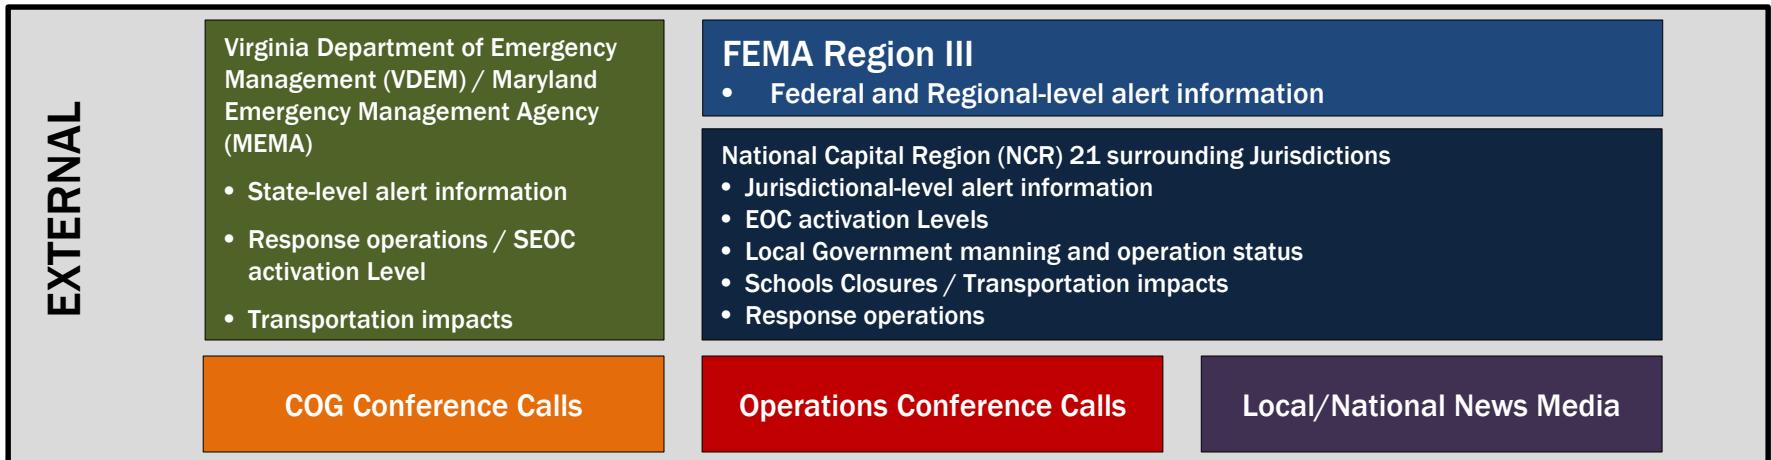 EXTERNAL
Virginia Department of Emergency
Management (VDEM) / Maryland
Emergency Management Agency
(MEMA)
• State-level alert information
• Response operations / SEOC
activation Level
• Transportation impacts
FEMA Region III
• Federal and Regional-level alert information
National Capital Region (NCR) 21 surrounding Jurisdictions
• Jurisdictional-level alert information
• EOC activation Levels
• Local Government manning and operation status
• Schools Closures / Transportation impacts
• Response operations
COG Conference Calls
Operations Conference Calls
Local/National News Media